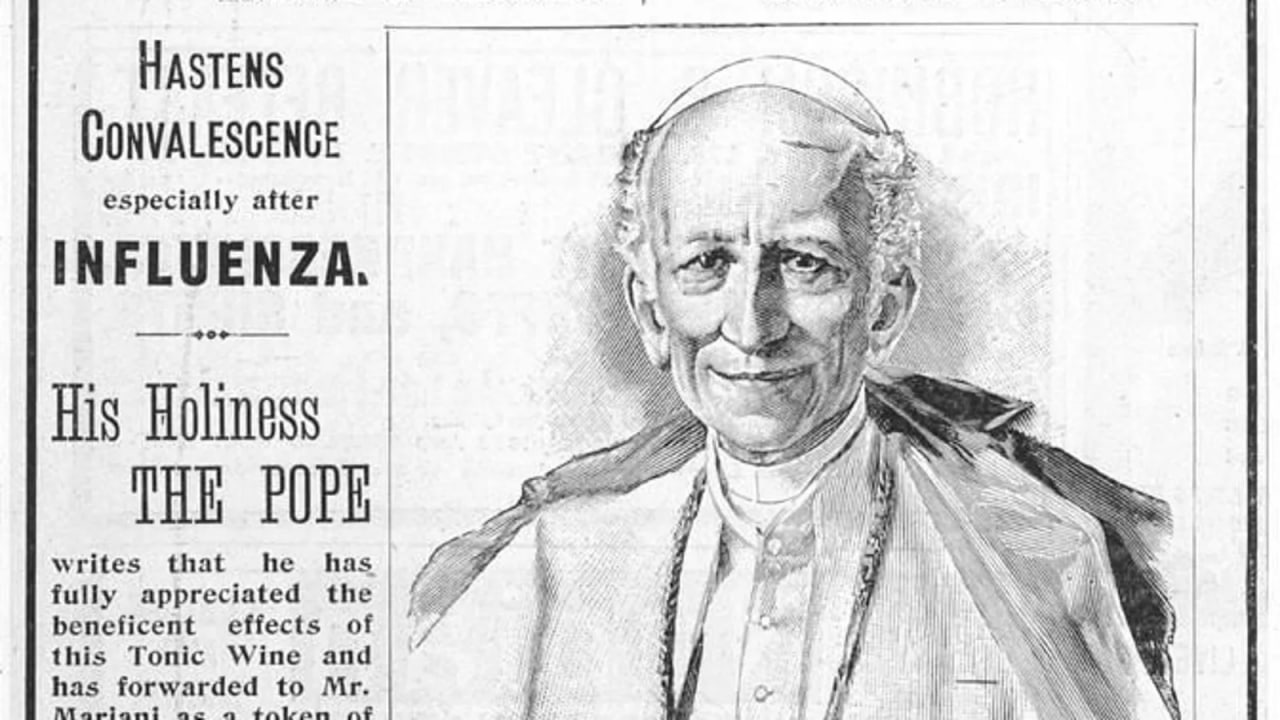 HASTENS
CONVALESCENCE
especially after
INFLUENZA.
His Holiness
THE POPE
writes that he has
fully appreciated the
beneficent effects of
this Tonic Wine and
has forwarded to Mr.
Mariani as a token of